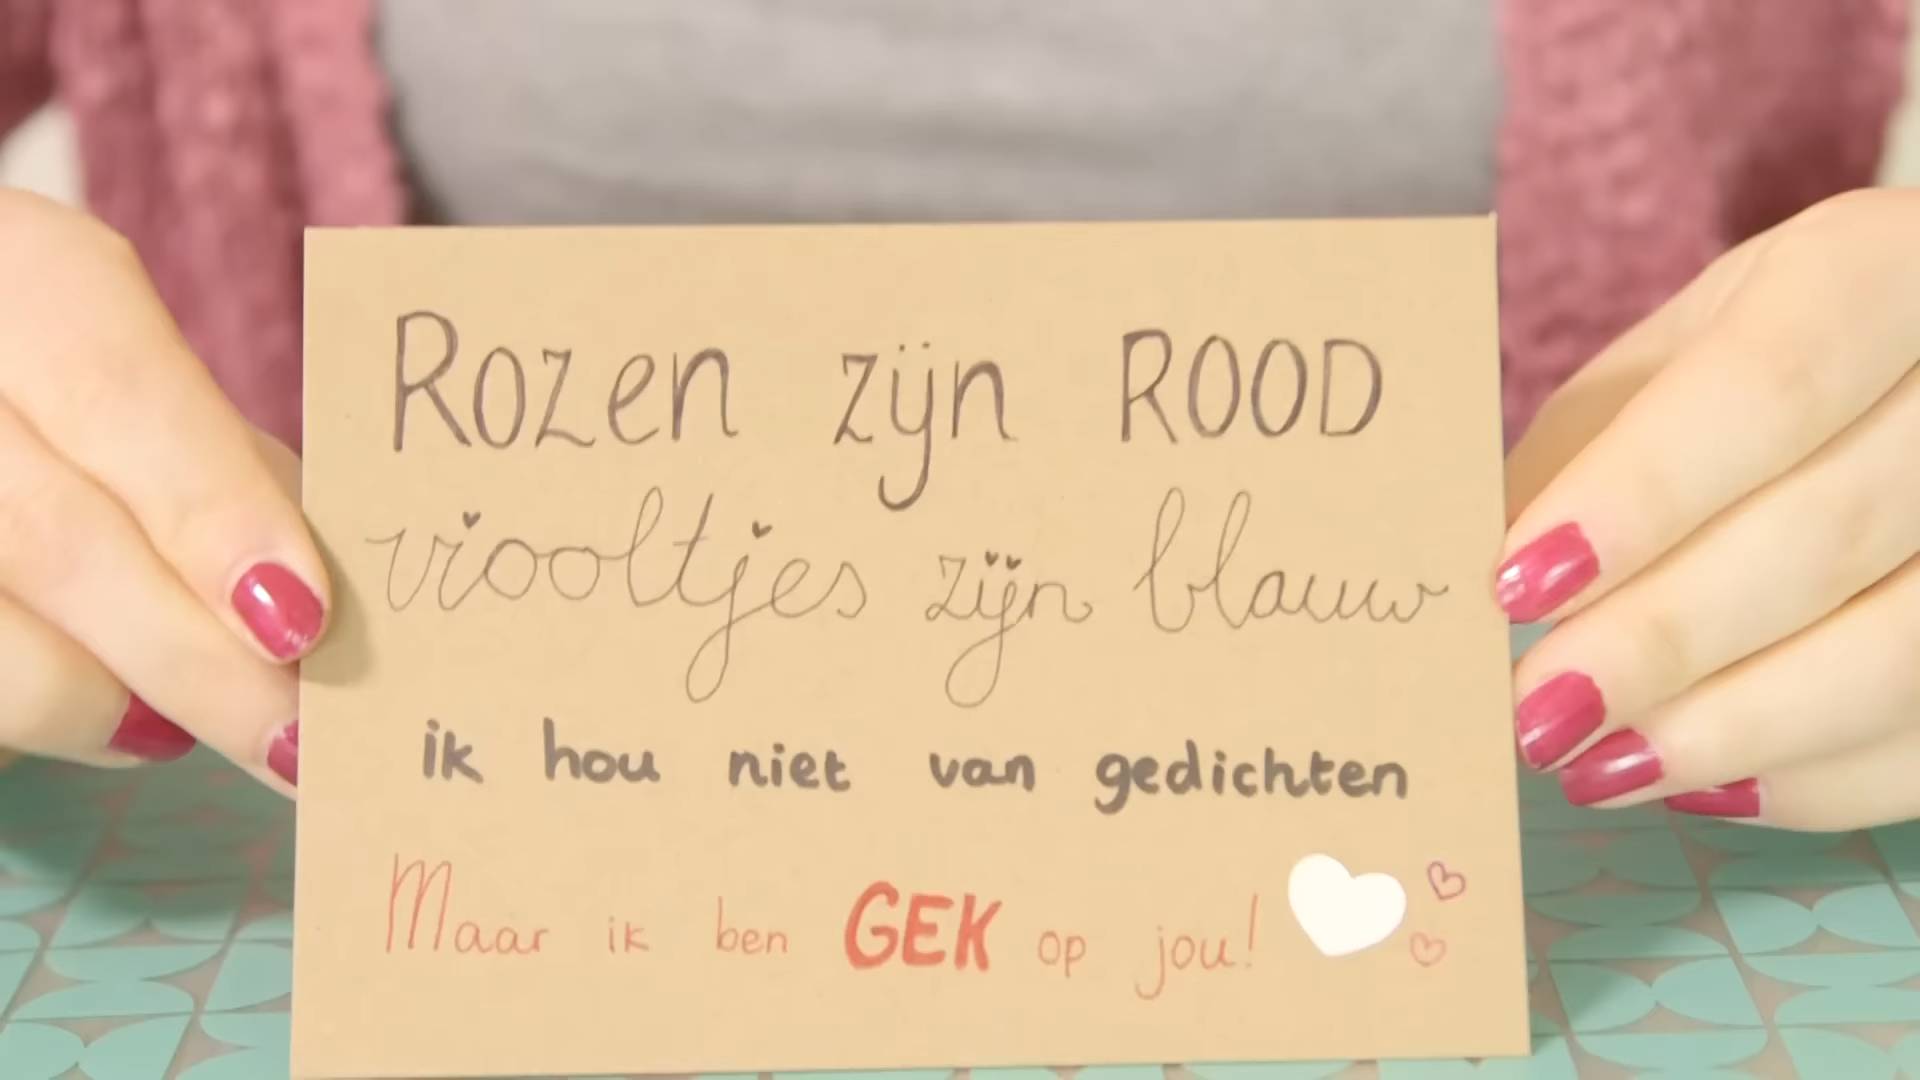 Rozen zijn ROOD
viooltjes zijn blauw
ik hou niet van gedichten
Maar ik ben GEK op jou!